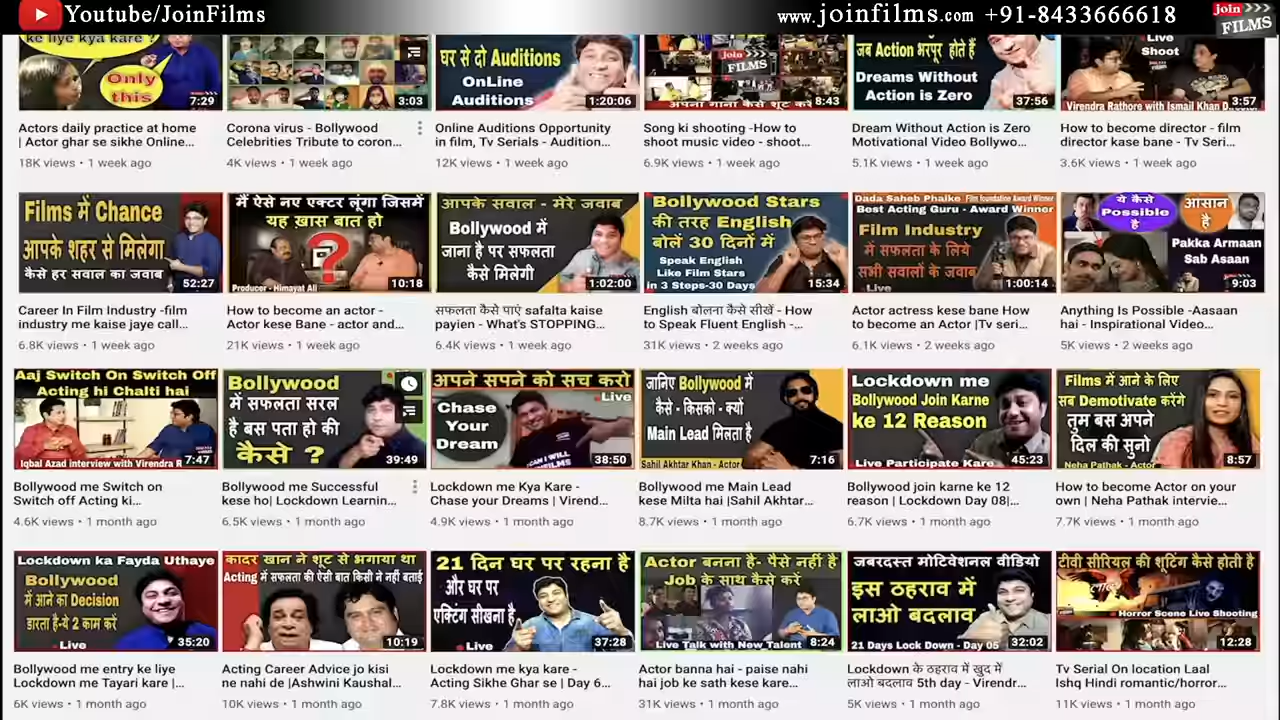 Youtube/JoinFilms
www.joinfilms.com +91-8433666618
Join FILMS
ke liye kya kare ?
Only
this
7:29
3:03
घर से दो Auditions
OnLine
Auditions
1:20:06
Join
FILMS
अपना गाना कैसे शूट करें
8:43
जब Action भरपूर होते हैं
Dreams Without
Action is Zero
37:56
Live
Shoot
Virendra Rathore with Ismail Khan
3:57
Actors daily practice at home
| Actor ghar se sikhe Online...
18K views • 1 week ago
Corona virus - Bollywood
Celebrities Tribute to coron...
4K views • 1 week ago
Online Auditions Opportunity
in film, Tv Serials - Audition...
12K views • 1 week ago
Song ki shooting -How to
shoot music video - shoot...
6.9K views • 1 week ago
Dream Without Action is Zero
Motivational Video Bollywo...
5.1K views • 1 week ago
How to become director - film
director kase bane - Tv Seri...
3.6K views • 1 week ago
Films में Chance
आपके शहर से मिलेगा
कैसे हर सवाल का जवाब
52:27
मैं ऐसे नए एक्टर लूंगा जिसमें
यह ख़ास बात हो
?
Producer - Himayat Ali
10:18
आपके सवाल - मेरे जवाब
Bollywood में
जाना है पर सफलता
कैसे मिलेगी
1:02:00
Bollywood Stars
की तरह English
बोलें 30 दिनों में
Speak English
Like Film Stars
in 3 Steps-30 Days
15:34
Dada Saheb Phalke Film foundation Award Winner
Best Acting Guru - Award Winner
Film Industry
में सफलता के लिये
सभी सवालों के जवाब
Live
1:00:14
ये कैसे
Possible
है
आसान
है
Pakka Armaan
Sab Asaan
9:03
Career In Film Industry -film
industry me kaise jaye call...
6.8K views • 1 week ago
How to become an actor -
Actor kese Bane - actor and...
21K views • 1 week ago
सफलता कैसे पाएं safalta kaise
payien - What's STOPPING...
6.4K views • 1 week ago
English बोलना कैसे सीखें - How
to Speak Fluent English -...
31K views • 2 weeks ago
Actor actress kese bane How
to become an Actor |Tv seri...
6.1K views • 2 weeks ago
Anything Is Possible -Aasaan
hai - Inspirational Video...
5K views • 2 weeks ago
Aaj Switch On Switch Off
Acting hi Chalti hai
Iqbal Azad interview with Virendra R
7:47
Bollywood
में सफलता सरल
है बस पता हो की
कैसे ?
39:49
अपने सपने को सच करो
Live
Chase
Your
Dream
I CAN I WILL
FILMS
38:50
जानिए Bollywood में
कैसे - किसको - क्यों
Main Lead मिलता है
Sahil Akhtar Khan - Actor
7:16
Lockdown me
Bollywood Join Karne
ke 12 Reason
Live Participate Kare
45:23
Films में आने के लिए
सब Demotivate करेंगे
तुम बस अपने
दिल की सुनो
Neha Pathak - Actor
8:57
Bollywood me Switch on
Switch off Acting ki...
4.6K views • 1 month ago
Bollywood me Successful
kese ho| Lockdown Learnin...
6.5K views • 1 month ago
Lockdown me Kya Kare -
Chase your Dreams | Virend...
4.9K views • 1 month ago
Bollywood me Main Lead
kese Milta hai |Sahil Akhtar...
8.7K views • 1 month ago
Bollywood join karne ke 12
reason | Lockdown Day 08|...
6.7K views • 1 month ago
How to become Actor on your
own | Neha Pathak intervie...
7.7K views • 1 month ago
Lockdown ka Fayda Uthaye
Bollywood
में आने का Decision
डारता है-ये 2 काम करें
Live
35:20
कादर खान ने शूट से भगाया था
Acting में सफलता की ऐसी बात किसी ने नहीं बताई
10:19
21 दिन घर पर रहना है
और घर पर
एक्टिंग सीखना है
Live
37:28
Actor बनना है- पैसे नहीं है
Job के साथ कैसे करें
Live Talk with New Talent
8:24
जबरदस्त मोटिवेशनल वीडियो
इस ठहराव में
लाओ बदलाव
21 Days Lock Down - Day 05
32:02
टीवी सीरियल की शूटिंग कैसे होती है
Horror Scene Live Shooting
12:28
Bollywood me entry ke liye
Lockdown me Tayari kare |...
6K views • 1 month ago
Acting Career Advice jo kisi
ne nahi de |Ashwini Kaushal...
10K views • 1 month ago
Lockdown me kya kare -
Acting Sikhe Ghar se | Day 6...
7.8K views • 1 month ago
Actor banna hai - paise nahi
hai job ke sath kese kare...
31K views • 1 month ago
Lockdown के ठहराव में खुद में
लाओ बदलाव 5th day - Virendr...
5K views • 1 month ago
Tv Serial On location Laal
Ishq Hindi romantic/horror...
11K views • 1 month ago